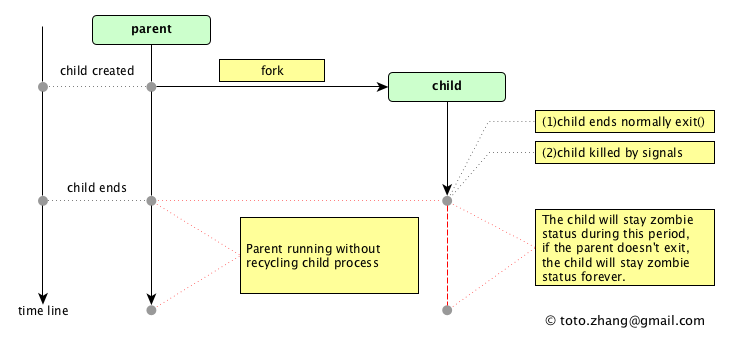 parent
child created
fork
child
(1)child ends normally exit()
(2)child killed by signals
child ends
Parent running without
recycling child process
The child will stay zombie
status during this period,
if the parent doesn't exit,
the child will stay zombie
status forever.
time line
© toto.zhang@gmail.com